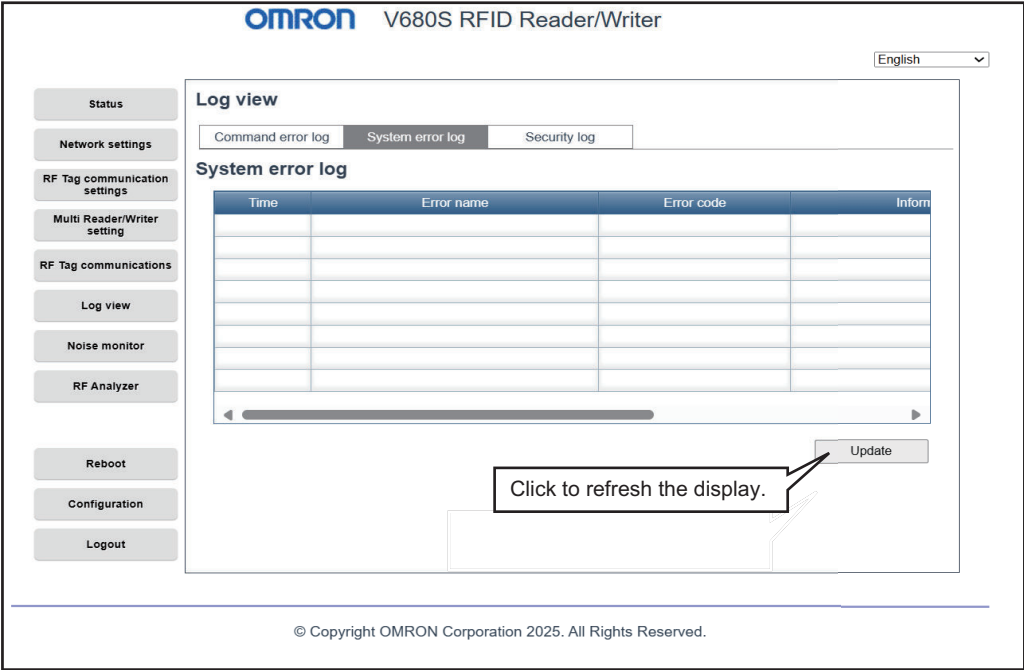 OMRON V680S RFID Reader/Writer
English
Status
Network settings
RF Tag communication
settings
Multi Reader/Writer
setting
RF Tag communications
Log view
Noise monitor
RF Analyzer
Reboot
Configuration
Logout
Log view
Command error log System error log Security log
System error log
Time Error name Error code Inform
Update
Click to refresh the display.
© Copyright OMRON Corporation 2025. All Rights Reserved.